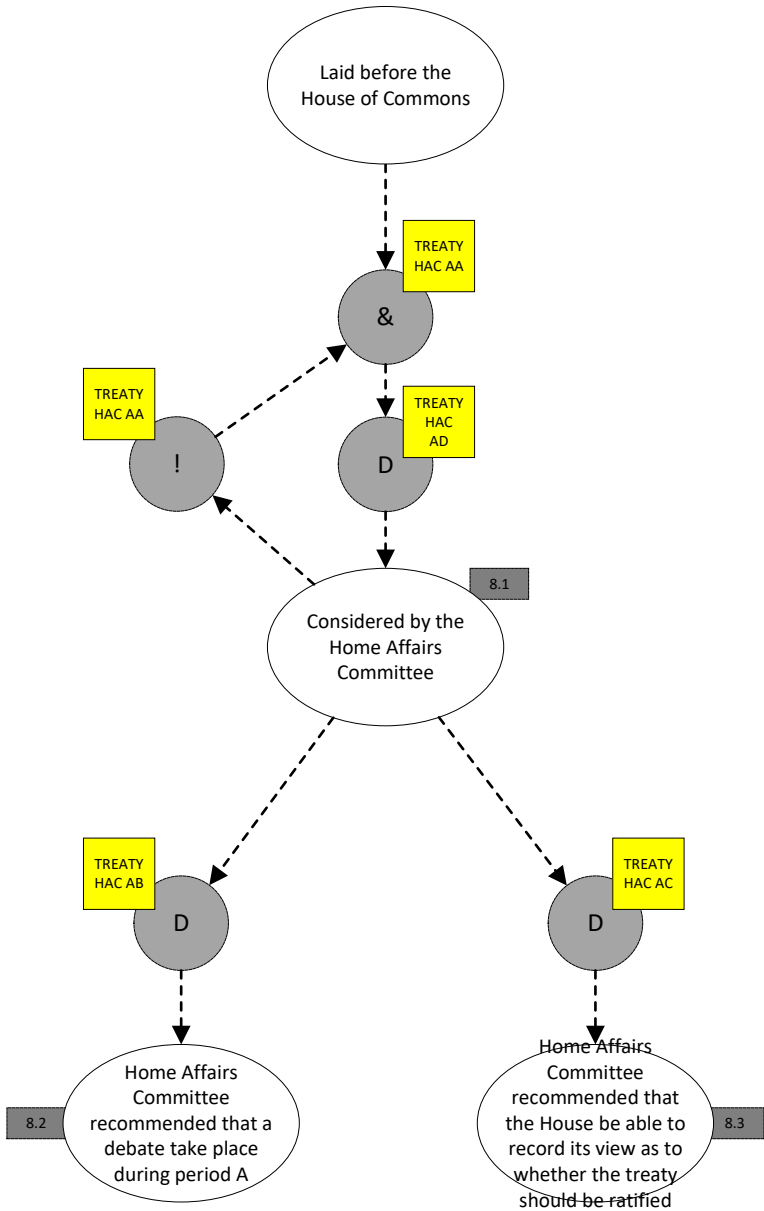 Laid before the
House of Commons
TREATY
HAC AA
&
TREATY
HAC AA
!
TREATY
HAC
AD
D
8.1
Considered by the
Home Affairs
Committee
TREATY
HAC AB
D
TREATY
HAC AC
D
8.2
Home Affairs
Committee
recommended that a
debate take place
during period A
Home Affairs
Committee
recommended that
the House be able to
record its view as to
whether the treaty
should be ratified
8.3